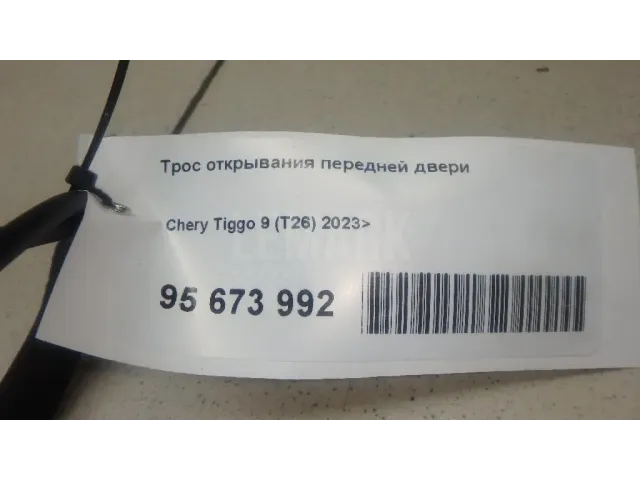 Трос открывания передней двери
Chery Tiggo 9 (T26) 2023>
95 673 992